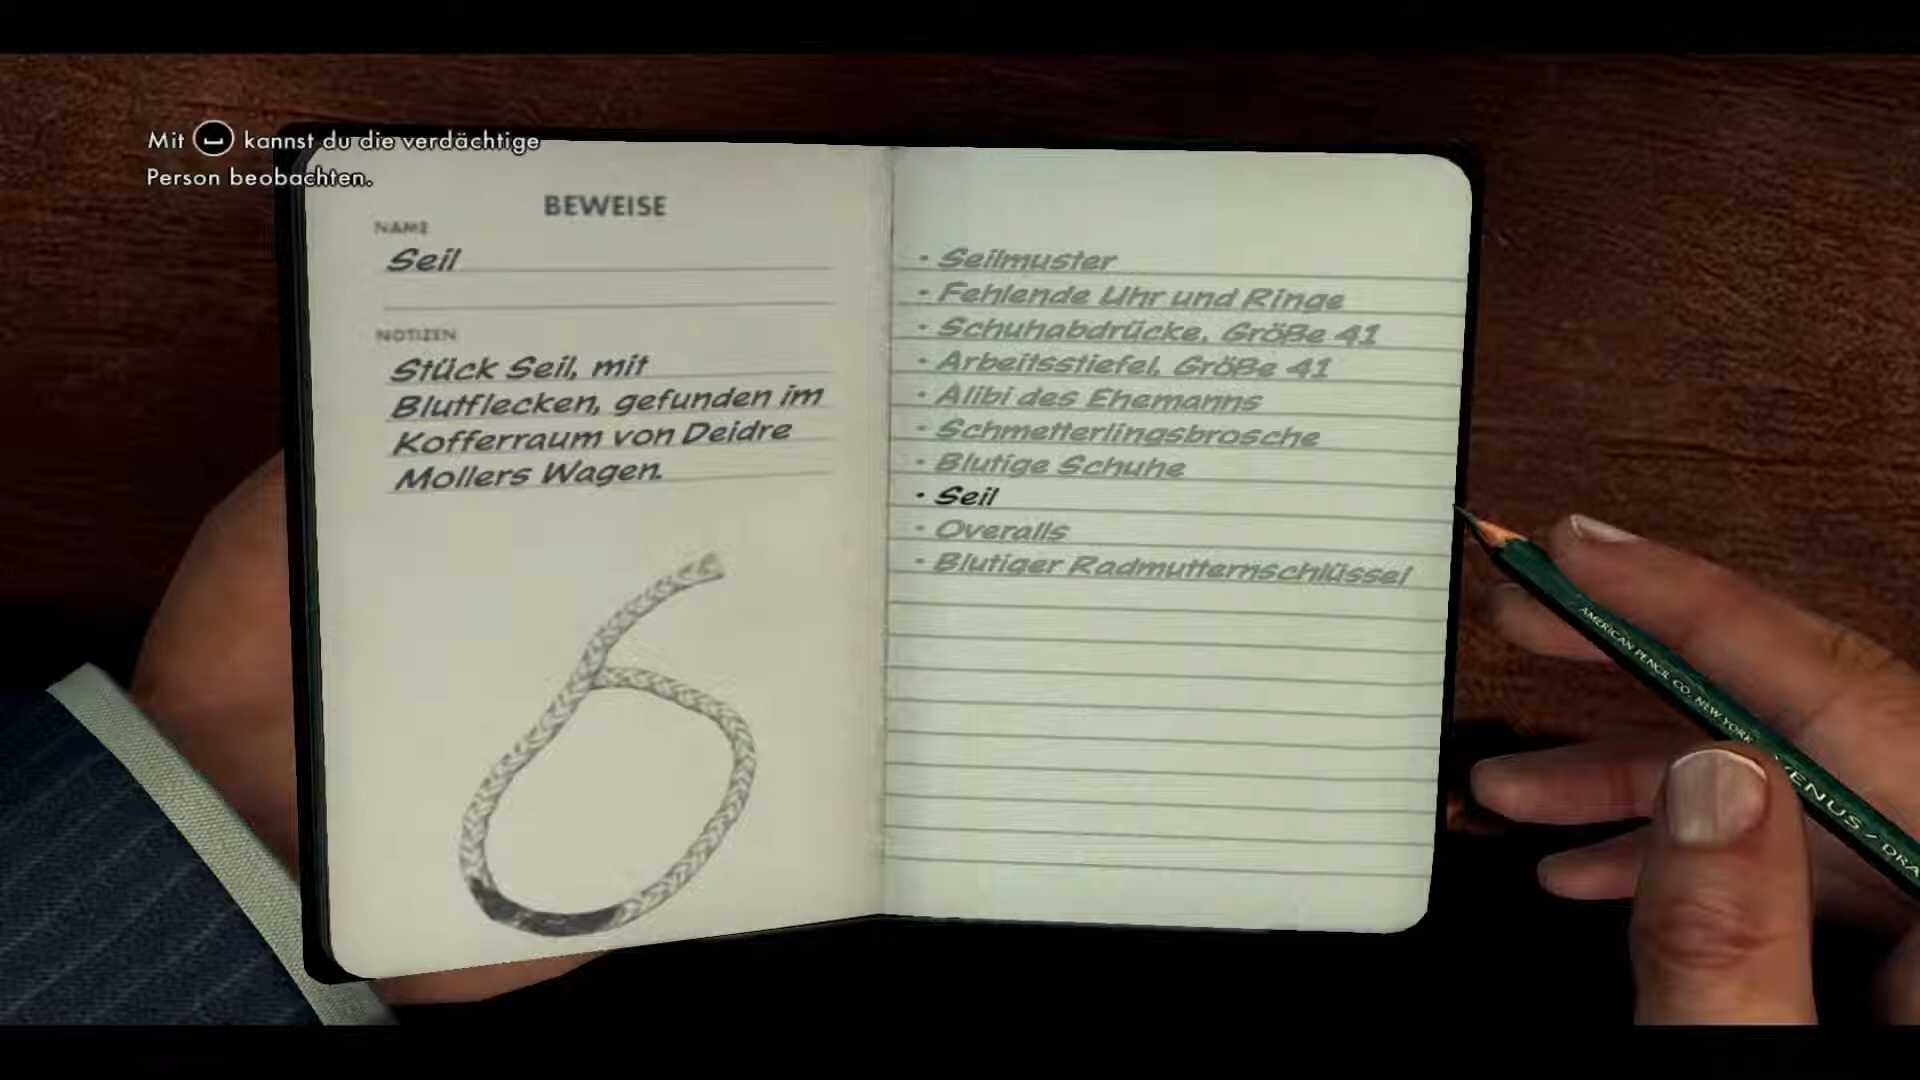 Mit kannst du die verdächtige
Person beobachten.
BEWEISE
NAME
Seil
NOTIZEN
Stück Seil, mit
Blutflecken, gefunden im
Kofferraum von Deidre
Mollers Wagen.
• Seilmuster
• Fehlende Uhr und Ringe
• Schuhabdrücke, Größe 41
• Arbeitsstiefel, Größe 41
• Alibi des Ehemanns
• Schmetterlingsbrosche
• Blutige Schuhe
• Seil
• Overalls
• Blutiger Radmutternschlüssel
AMERICAN PENCIL CO. NEW YORK
VENUS / DRA